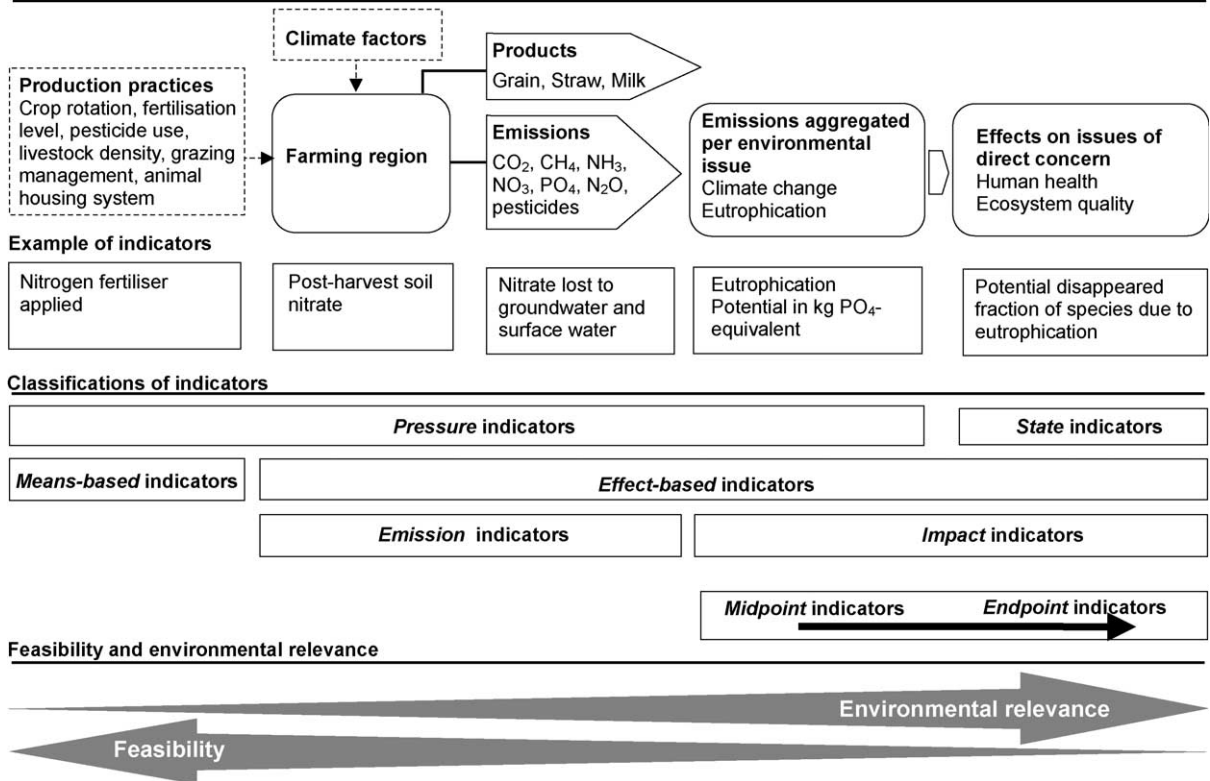 Climate factors
Products
Grain, Straw, Milk
Production practices
Crop rotation, fertilisation
level, pesticide use,
livestock density, grazing
management, animal
housing system
Farming region
Emissions
CO₂, CH₄, NH₃,
NO₃, PO₄, N₂O,
pesticides
Emissions aggregated
per environmental
issue
Climate change
Eutrophication
Effects on issues of
direct concern
Human health
Ecosystem quality
Example of indicators
Nitrogen fertiliser
applied
Post-harvest soil
nitrate
Nitrate lost to
groundwater and
surface water
Eutrophication
Potential in kg PO₄-
equivalent
Potential disappeared
fraction of species due to
eutrophication
Classifications of indicators
Pressure indicators
State indicators
Means-based indicators
Effect-based indicators
Emission indicators
Impact indicators
Midpoint indicators
Endpoint indicators
Feasibility and environmental relevance
Environmental relevance
Feasibility